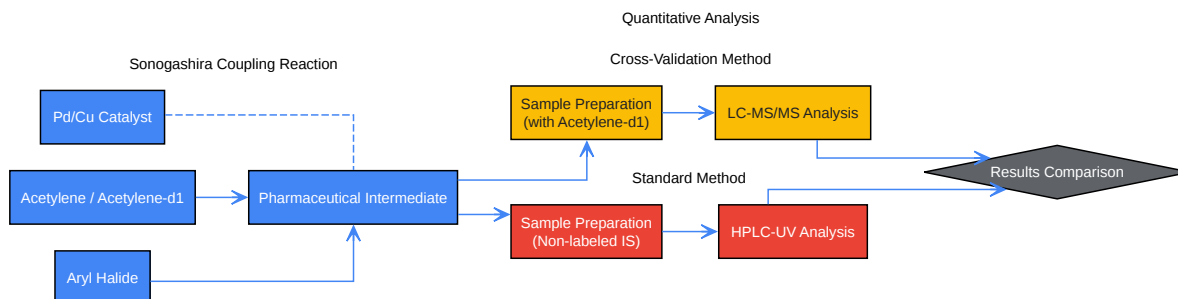 Quantitative Analysis
Sonogashira Coupling Reaction
Cross-Validation Method
Pd/Cu Catalyst
Sample Preparation
(with Acetylene-d1)
LC-MS/MS Analysis
Acetylene / Acetylene-d1
Pharmaceutical Intermediate
Standard Method
Results Comparison
Sample Preparation
(Non-labeled IS)
HPLC-UV Analysis
Aryl Halide